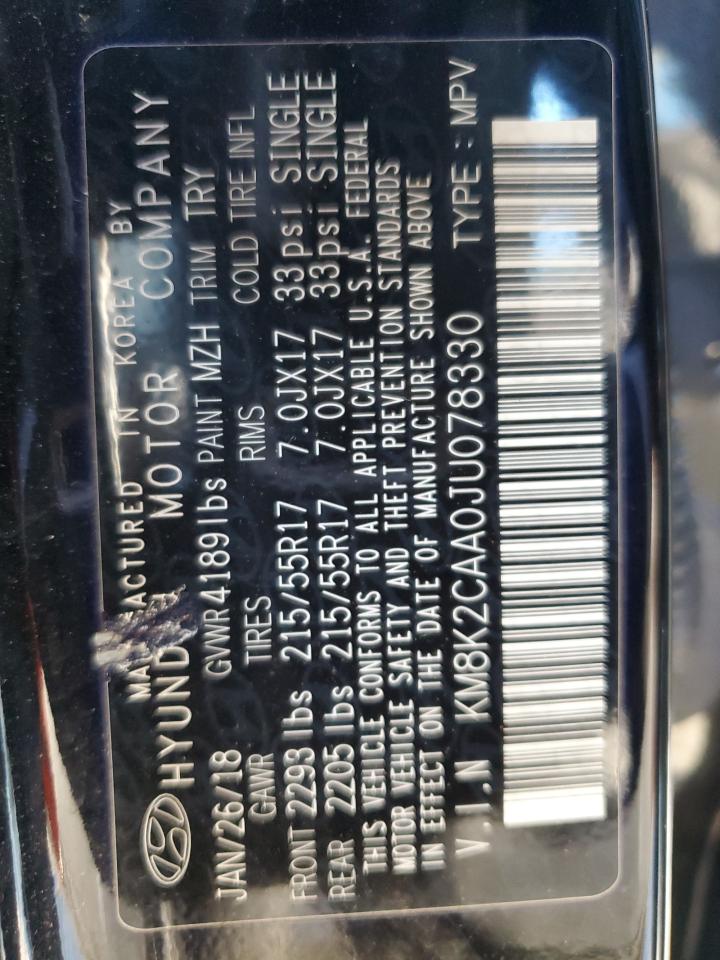 ACTURED IN KOREA BY
HYUNDAI MOTOR COMPANY
JAN/26/18 GVWR 4189 lbs PAINT MZH TRIM TRY
GAWR TIRES RIMS COLD TIRE INFL
FRONT 2293 lbs 215/55R17 7.0JX17 33psi SINGLE
REAR 2205 lbs 215/55R17 7.0JX17 33psi SINGLE
THIS VEHICLE CONFORMS TO ALL APPLICABLE U.S.A. FEDERAL
MOTOR VEHICLE SAFETY AND THEFT PREVENTION STANDARDS
IN EFFECT ON THE DATE OF MANUFACTURE SHOWN ABOVE
V.I.N KM8K2CAA0JU078330 TYPE : MPV